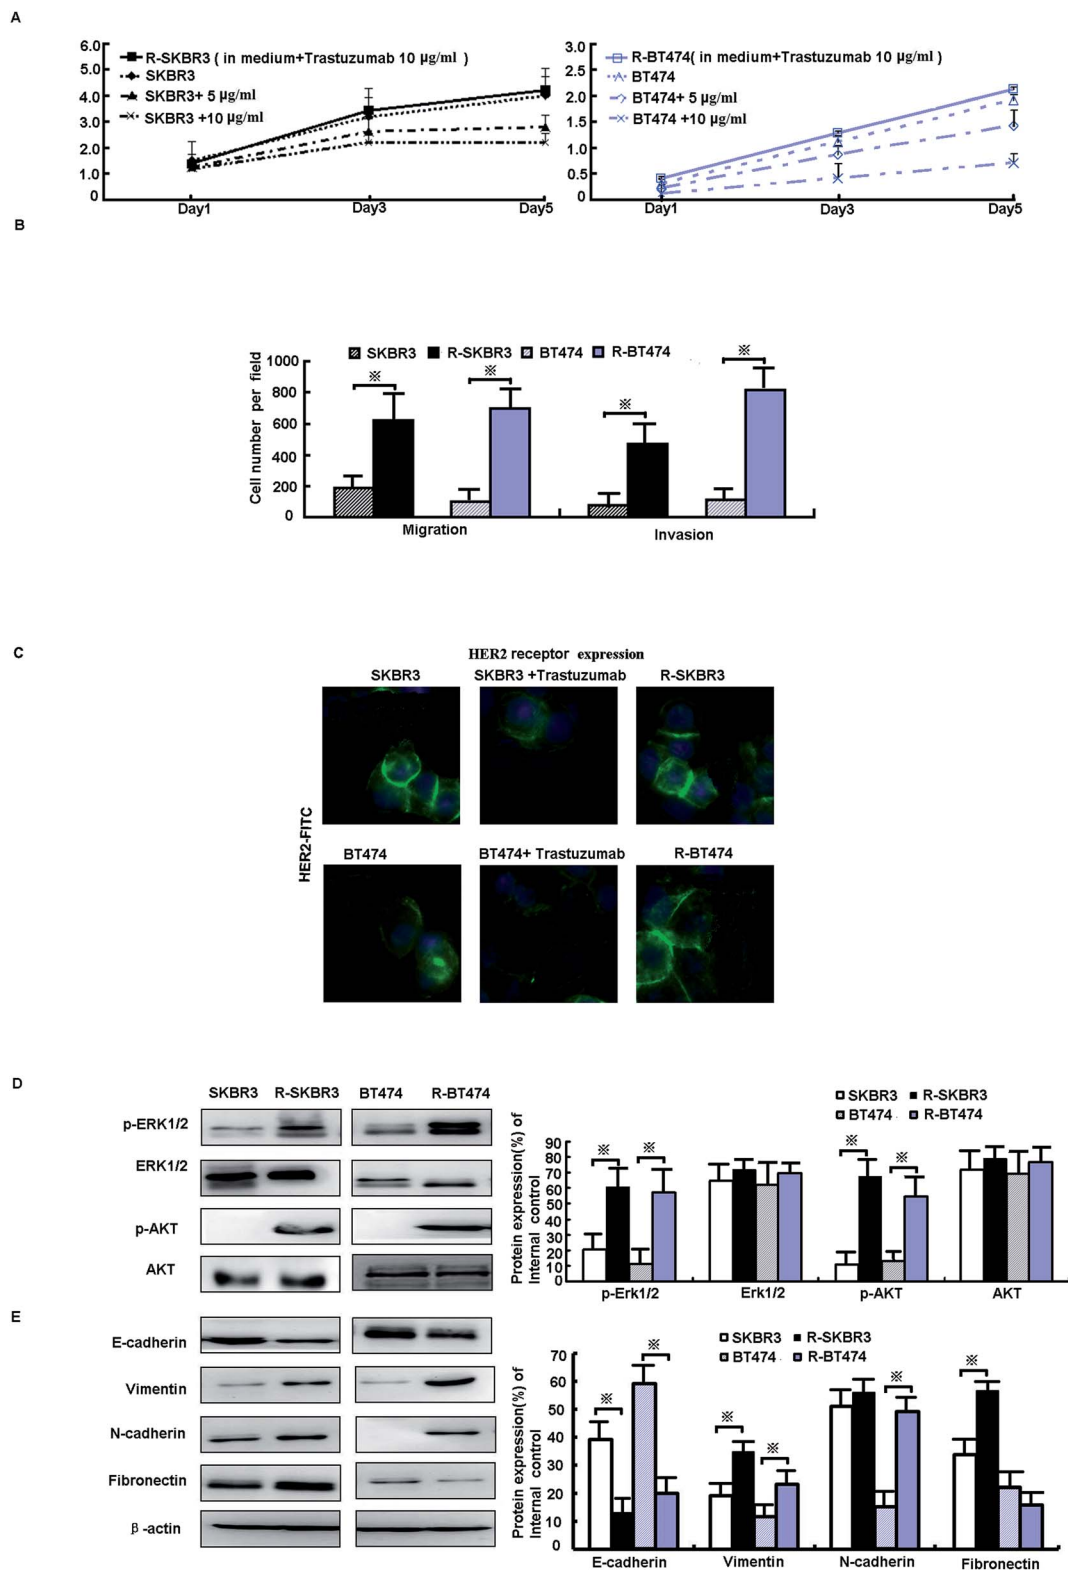 A
6.0
5.0
4.0
3.0
2.0
1.0
0
R-SKBR3 ( in medium+Trastuzumab 10 µg/ml )
SKBR3
SKBR3+ 5 µg/ml
SKBR3 +10 µg/ml
Day1 Day3 Day5
3.0
2.5
2.0
1.5
1.0
0.5
0
R-BT474( in medium+Trastuzumab 10 µg/ml )
BT474
BT474+ 5 µg/ml
BT474 +10 µg/ml
Day1 Day3 Day5
B
SKBR3 R-SKBR3 BT474 R-BT474
Cell number per field
1000
800
600
400
200
0
※ ※ ※ ※
Migration Invasion
C
HER2 receptor expression
HER2-FITC
SKBR3 SKBR3 +Trastuzumab R-SKBR3
BT474 BT474+ Trastuzumab R-BT474
D
SKBR3 R-SKBR3 BT474 R-BT474
p-ERK1/2
ERK1/2
p-AKT
AKT
SKBR3 R-SKBR3
BT474 R-BT474
Protein expression(%) of
Internal control
90
80
70
60
50
40
30
20
10
0
※ ※ ※ ※
p-Erk1/2 Erk1/2 p-AKT AKT
E
E-cadherin
Vimentin
N-cadherin
Fibronectin
β-actin
SKBR3 R-SKBR3
BT474 R-BT474
Protein expression(%) of
Internal control
70
60
50
40
30
20
10
0
※ ※ ※ ※ ※ ※
E-cadherin Vimentin N-cadherin Fibronectin